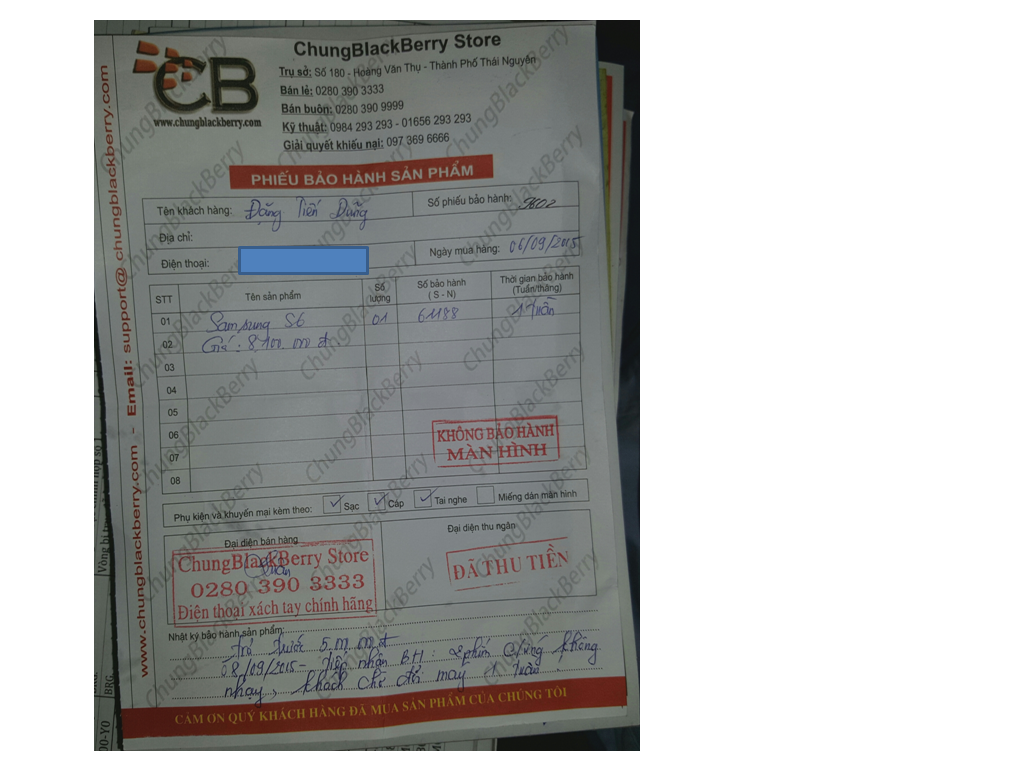 ChungBlackBerry Store
CB
www.chungblackberry.com
Trụ sở: Số 180 - Hoàng Văn Thụ - Thành Phố Thái Nguyên
Bán lẻ: 0280 390 3333
Bán buôn: 0280 390 9999
Kỹ thuật: 0984 293 293 - 01656 293 293
Giải quyết khiếu nại: 097 369 6666
PHIẾU BẢO HÀNH SẢN PHẨM
Tên khách hàng: Đặng Tiến Dũng Số phiếu bảo hành: 9602
Địa chỉ:
Điện thoại: Ngày mua hàng: 06/09/2015
STT Tên sản phẩm Số lượng Số bảo hành (S - N) Thời gian bảo hành (Tuần/tháng)
01 Samsung S6 01 61188 1 Tuần
02 Giá: 8,100.000đ
03
04
05
06
07
08
KHÔNG BẢO HÀNH
MÀN HÌNH
Phụ kiện và khuyến mại kèm theo: Sạc Cáp Tai nghe Miếng dán màn hình
Đại diện bán hàng Đại diện thu ngân
ChungBlackBerry Store
0280 390 3333
Điện thoại xách tay chính hãng
ĐÃ THU TIỀN
Nhật ký bảo hành sản phẩm:
trả trước 5.m.m.đ
08/09/2015- tiếp nhận B.H: 2 phím cứng không
nhạy, khách chờ đổi máy 1 tuần
CẢM ƠN QUÝ KHÁCH HÀNG ĐÃ MUA SẢN PHẨM CỦA CHÚNG TÔI
www.chungblackberry.com - Email: support@chungblackberry.com